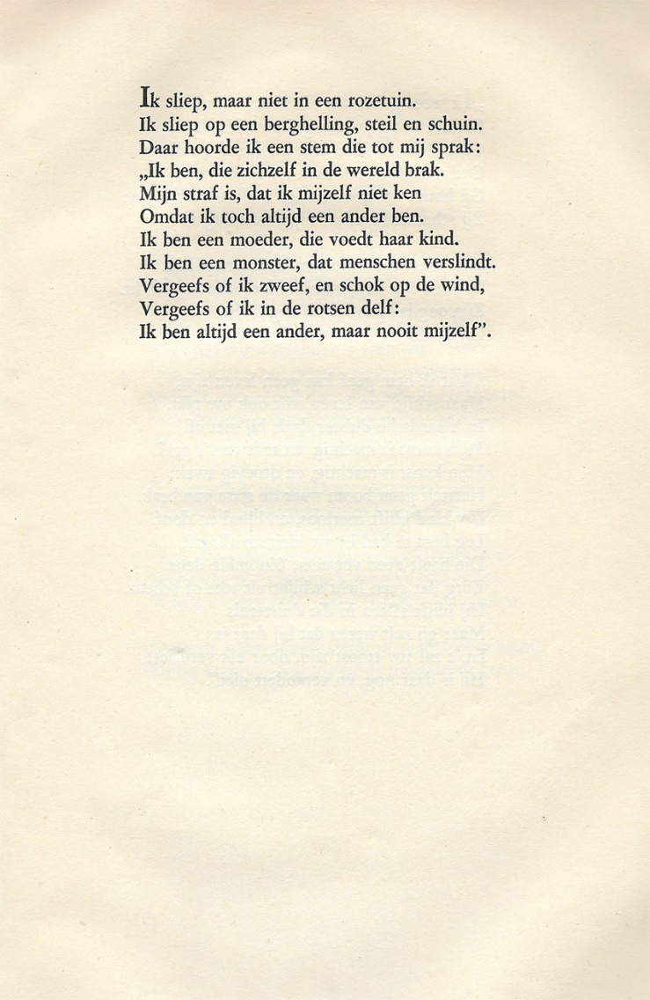 Ik sliep, maar niet in een rozetuin.
Ik sliep op een berghelling, steil en schuin.
Daar hoorde ik een stem die tot mij sprak:
„Ik ben, die zichzelf in de wereld brak.
Mijn straf is, dat ik mijzelf niet ken
Omdat ik toch altijd een ander ben.
Ik ben een moeder, die voedt haar kind.
Ik ben een monster, dat menschen verslindt.
Vergeefs of ik zweef, en schok op de wind,
Vergeefs of ik in de rotsen delf:
Ik ben altijd een ander, maar nooit mijzelf”.